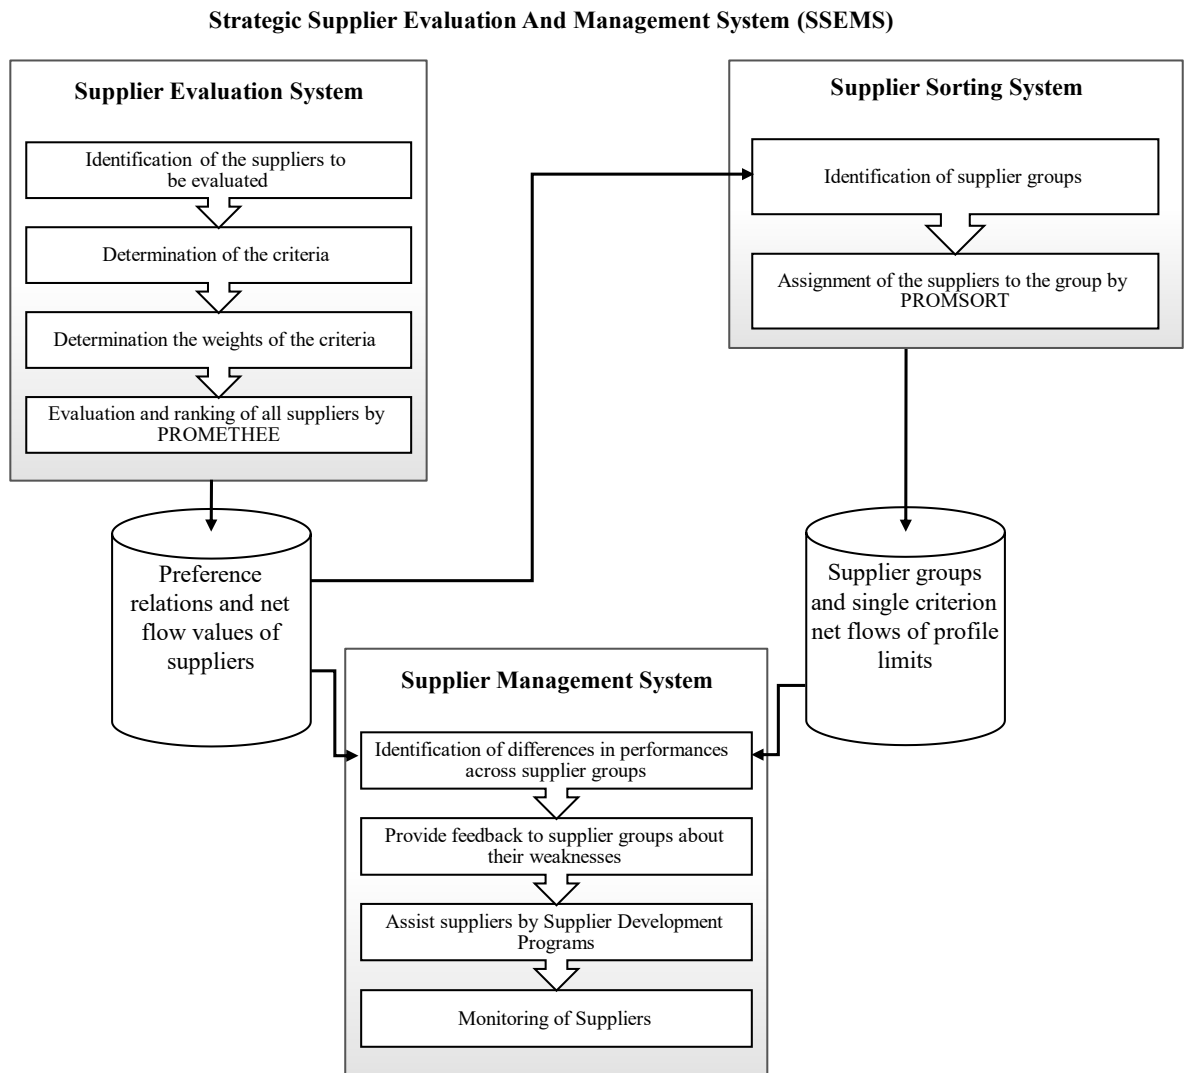 Strategic Supplier Evaluation And Management System (SSEMS)
Supplier Evaluation System
Identification of the suppliers to
be evaluated
Determination of the criteria
Determination the weights of the criteria
Evaluation and ranking of all suppliers by
PROMETHEE
Supplier Sorting System
Identification of supplier groups
Assignment of the suppliers to the group by
PROMSORT
Preference
relations and net
flow values of
suppliers
Supplier groups
and single criterion
net flows of profile
limits
Supplier Management System
Identification of differences in performances
across supplier groups
Provide feedback to supplier groups about
their weaknesses
Assist suppliers by Supplier Development
Programs
Monitoring of Suppliers